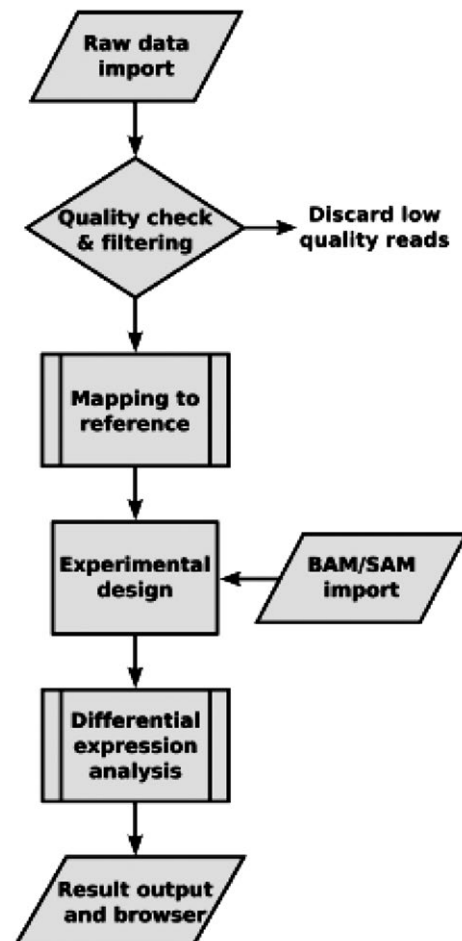 Raw data
import
Quality check
& filtering
Discard low
quality reads
Mapping to
reference
Experimental
design
BAM/SAM
import
Differential
expression
analysis
Result output
and browser